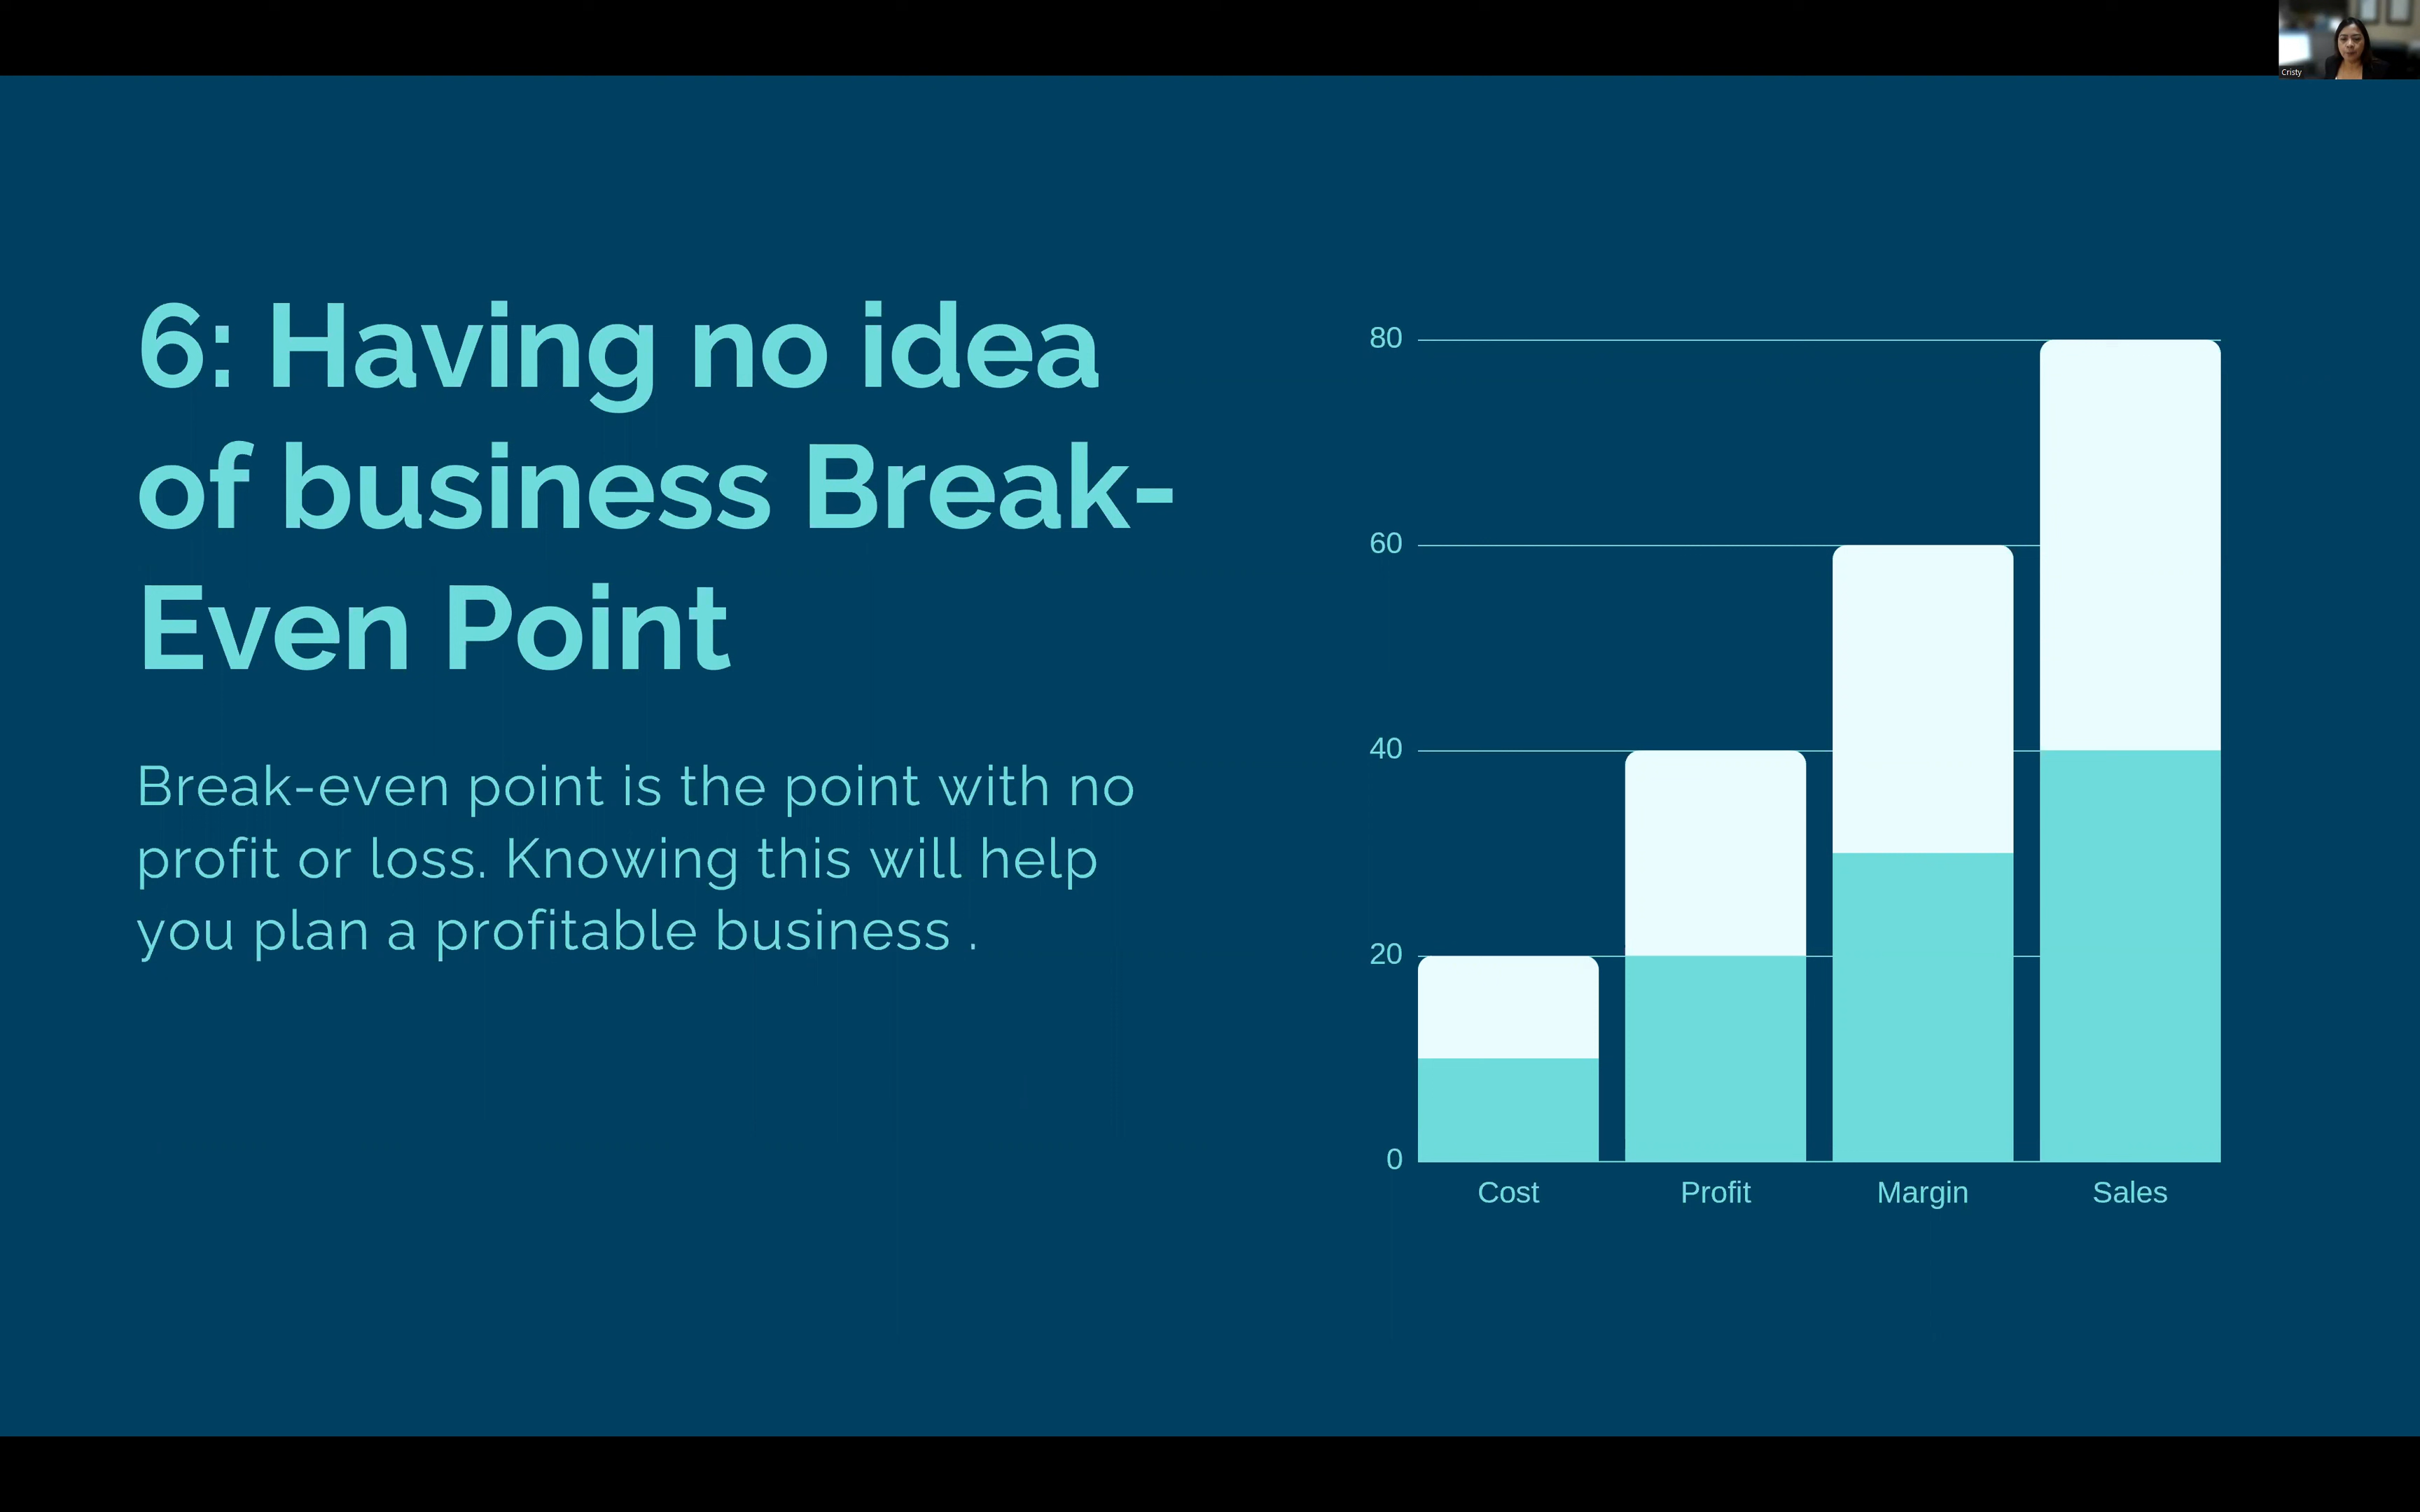 Cristy
6: Having no idea
of business Break-
Even Point
Break-even point is the point with no
profit or loss. Knowing this will help
you plan a profitable business .
80
60
40
20
0
Cost Profit Margin Sales